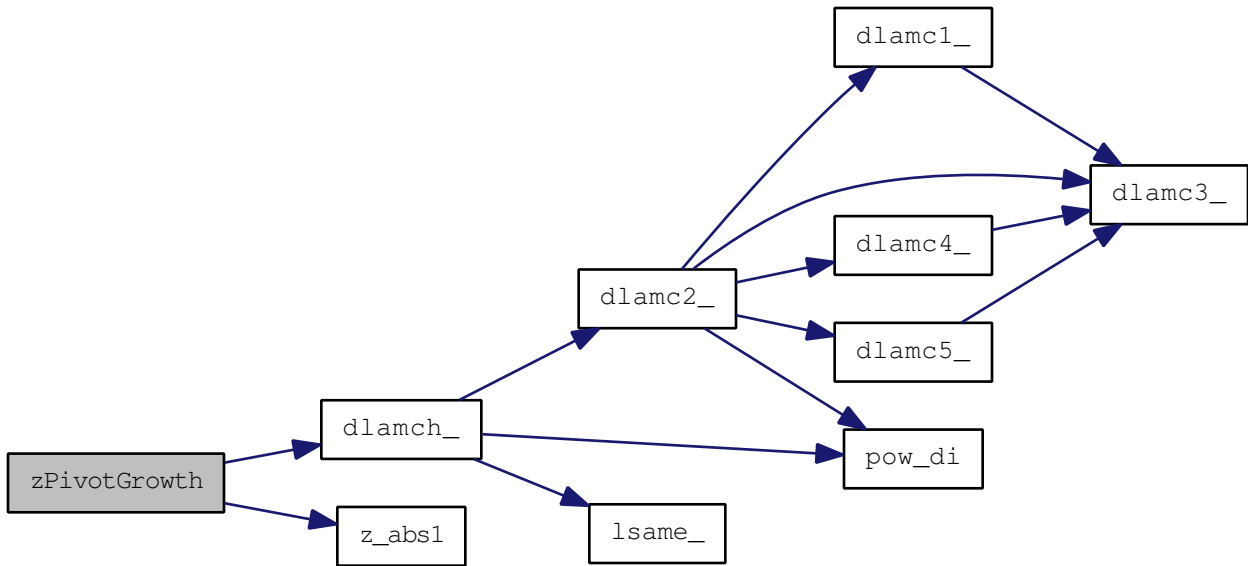 dlamc1_
dlamc3_
dlamc4_
dlamc2_
dlamc5_
dlamch_
pow_di
zPivotGrowth
lsame_
z_abs1